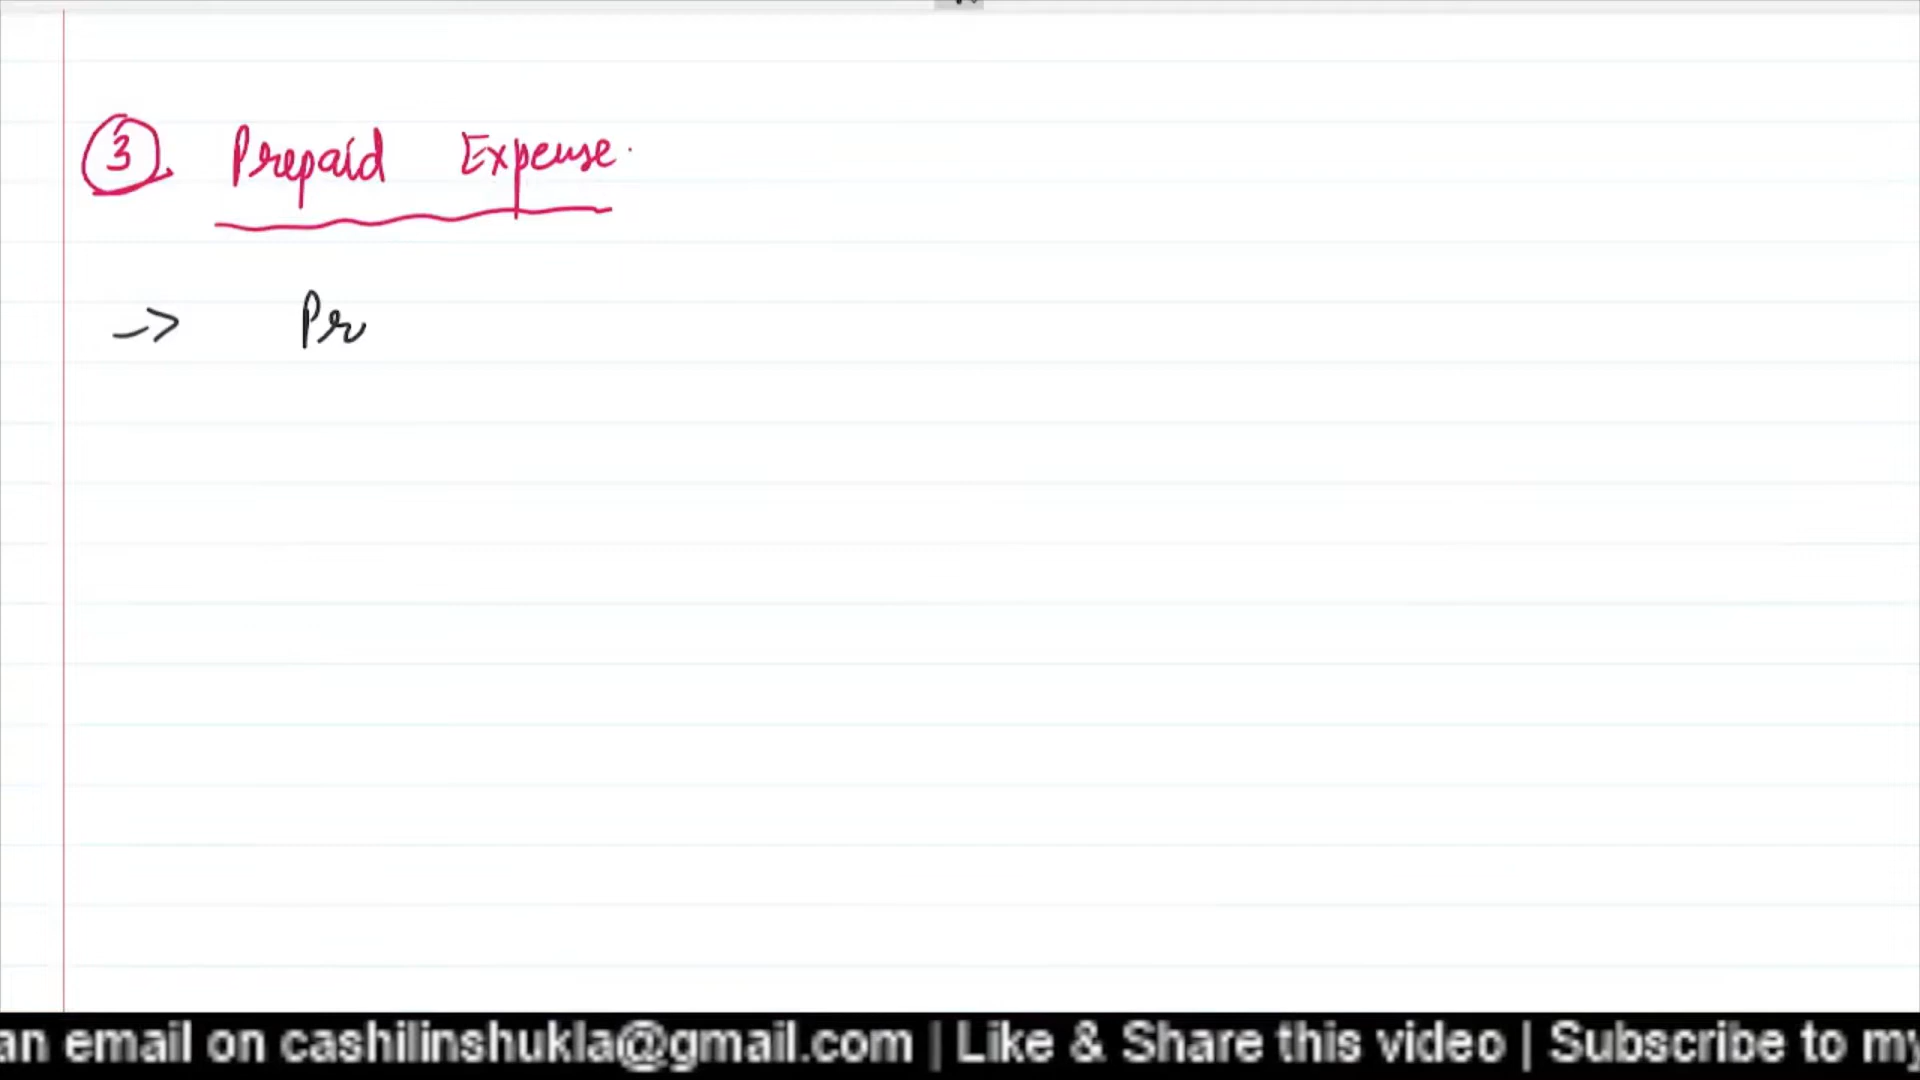 3. Prepaid Expense.
-> Pr
an email on cashilinshukla@gmail.com | Like & Share this video | Subscribe to my